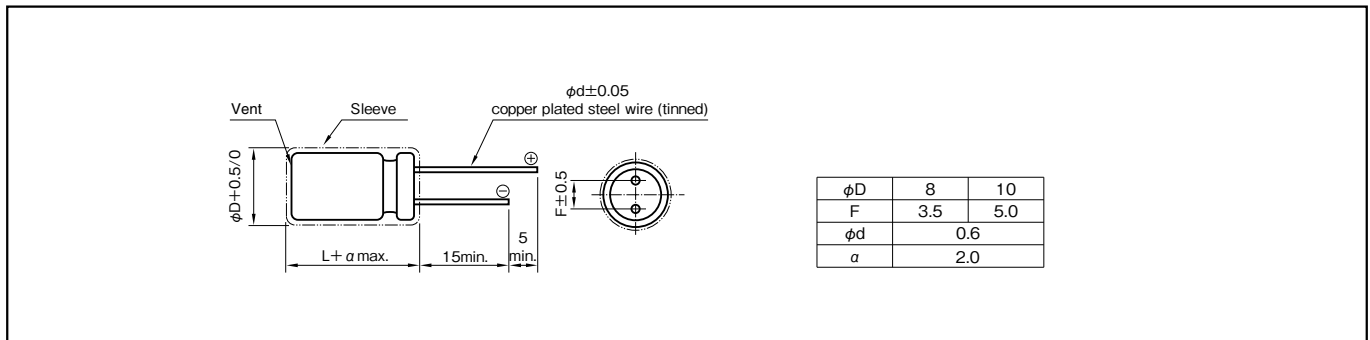 φd±0.05
Vent
Sleeve
copper plated steel wire (tinned)
φD+0.5/0
⊕
⊖
F±0.5
L+ α max.
15min.
5
min.
φD 8 10
F 3.5 5.0
φd 0.6
α 2.0